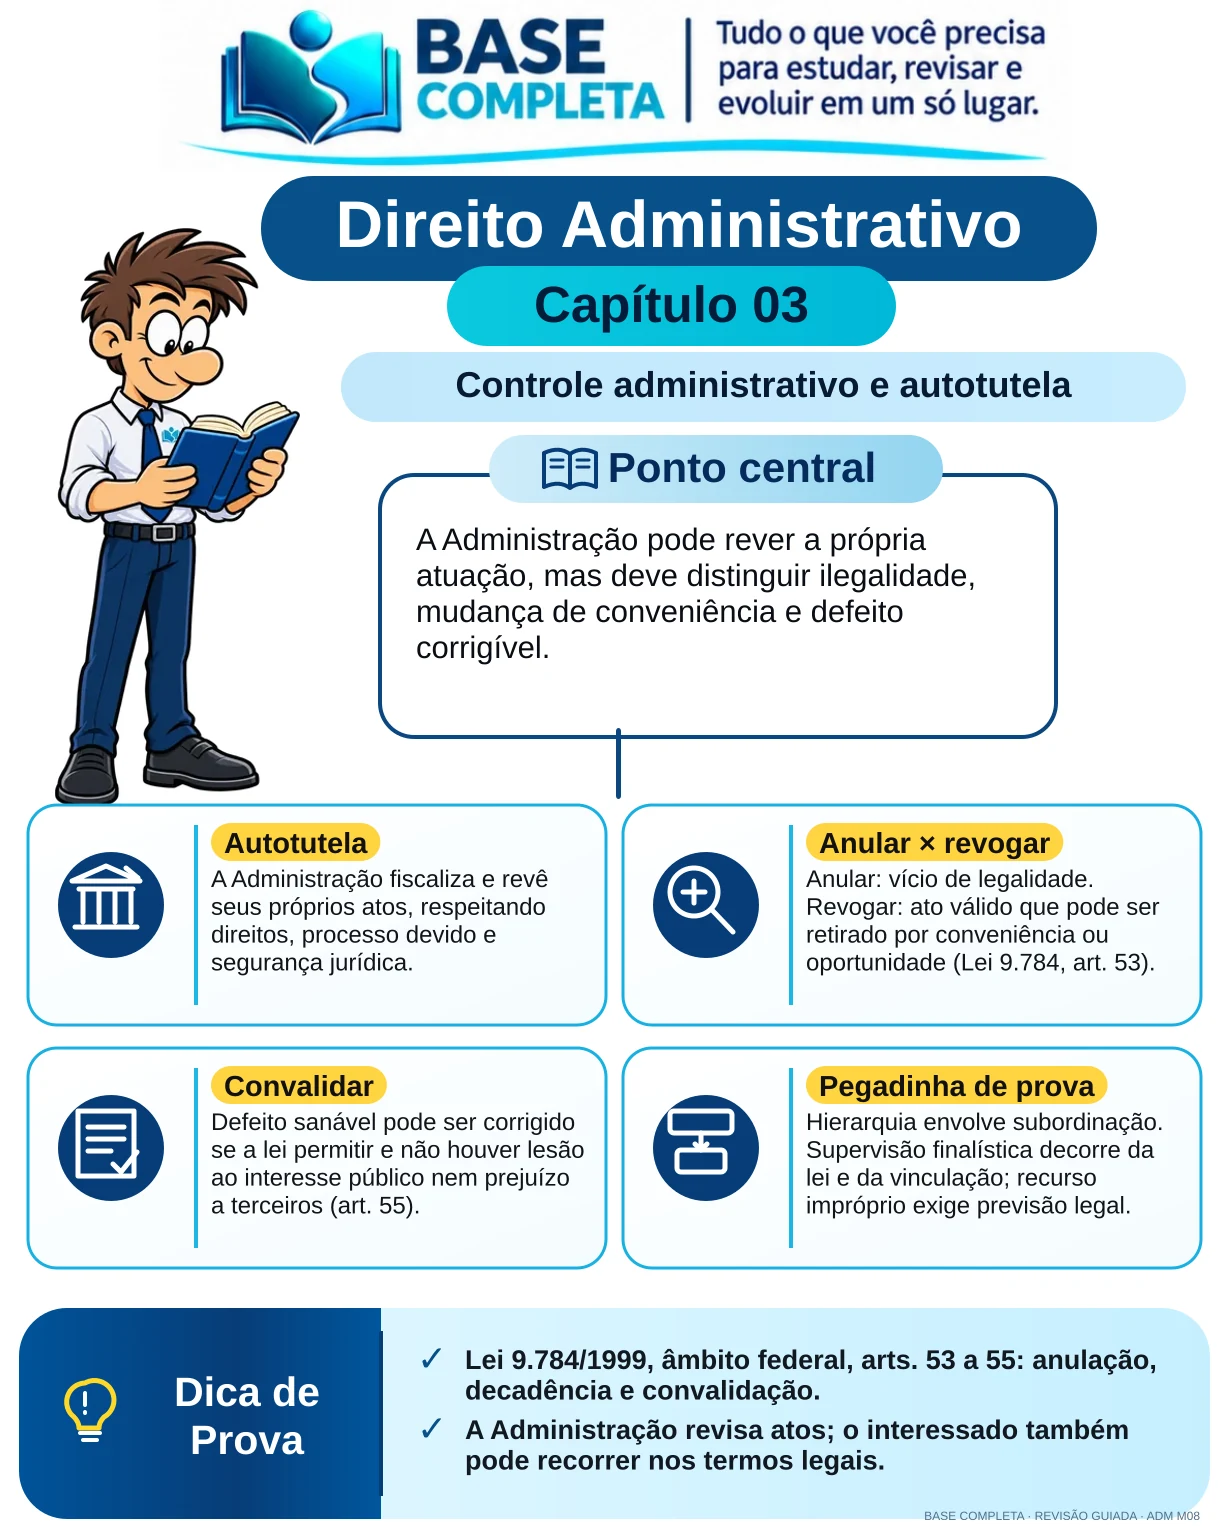 BASE
COMPLETA
Tudo o que você precisa
para estudar, revisar e
evoluir em um só lugar.
Direito Administrativo
Capítulo 03
Controle administrativo e autotutela
Ponto central
A Administração pode rever a própria
atuação, mas deve distinguir ilegalidade,
mudança de conveniência e defeito
corrigível.
Autotutela
A Administração fiscaliza e revê
seus próprios atos, respeitando
direitos, processo devido e
segurança jurídica.
Anular × revogar
Anular: vício de legalidade.
Revogar: ato válido que pode ser
retirado por conveniência ou
oportunidade (Lei 9.784, art. 53).
Convalidar
Defeito sanável pode ser corrigido
se a lei permitir e não houver lesão
ao interesse público nem prejuízo
a terceiros (art. 55).
Pegadinha de prova
Hierarquia envolve subordinação.
Supervisão finalística decorre da
lei e da vinculação; recurso
impróprio exige previsão legal.
Dica de
Prova
✓ Lei 9.784/1999, âmbito federal, arts. 53 a 55: anulação,
decadência e convalidação.
✓ A Administração revisa atos; o interessado também
pode recorrer nos termos legais.
BASE COMPLETA · REVISÃO GUIADA · ADM M08